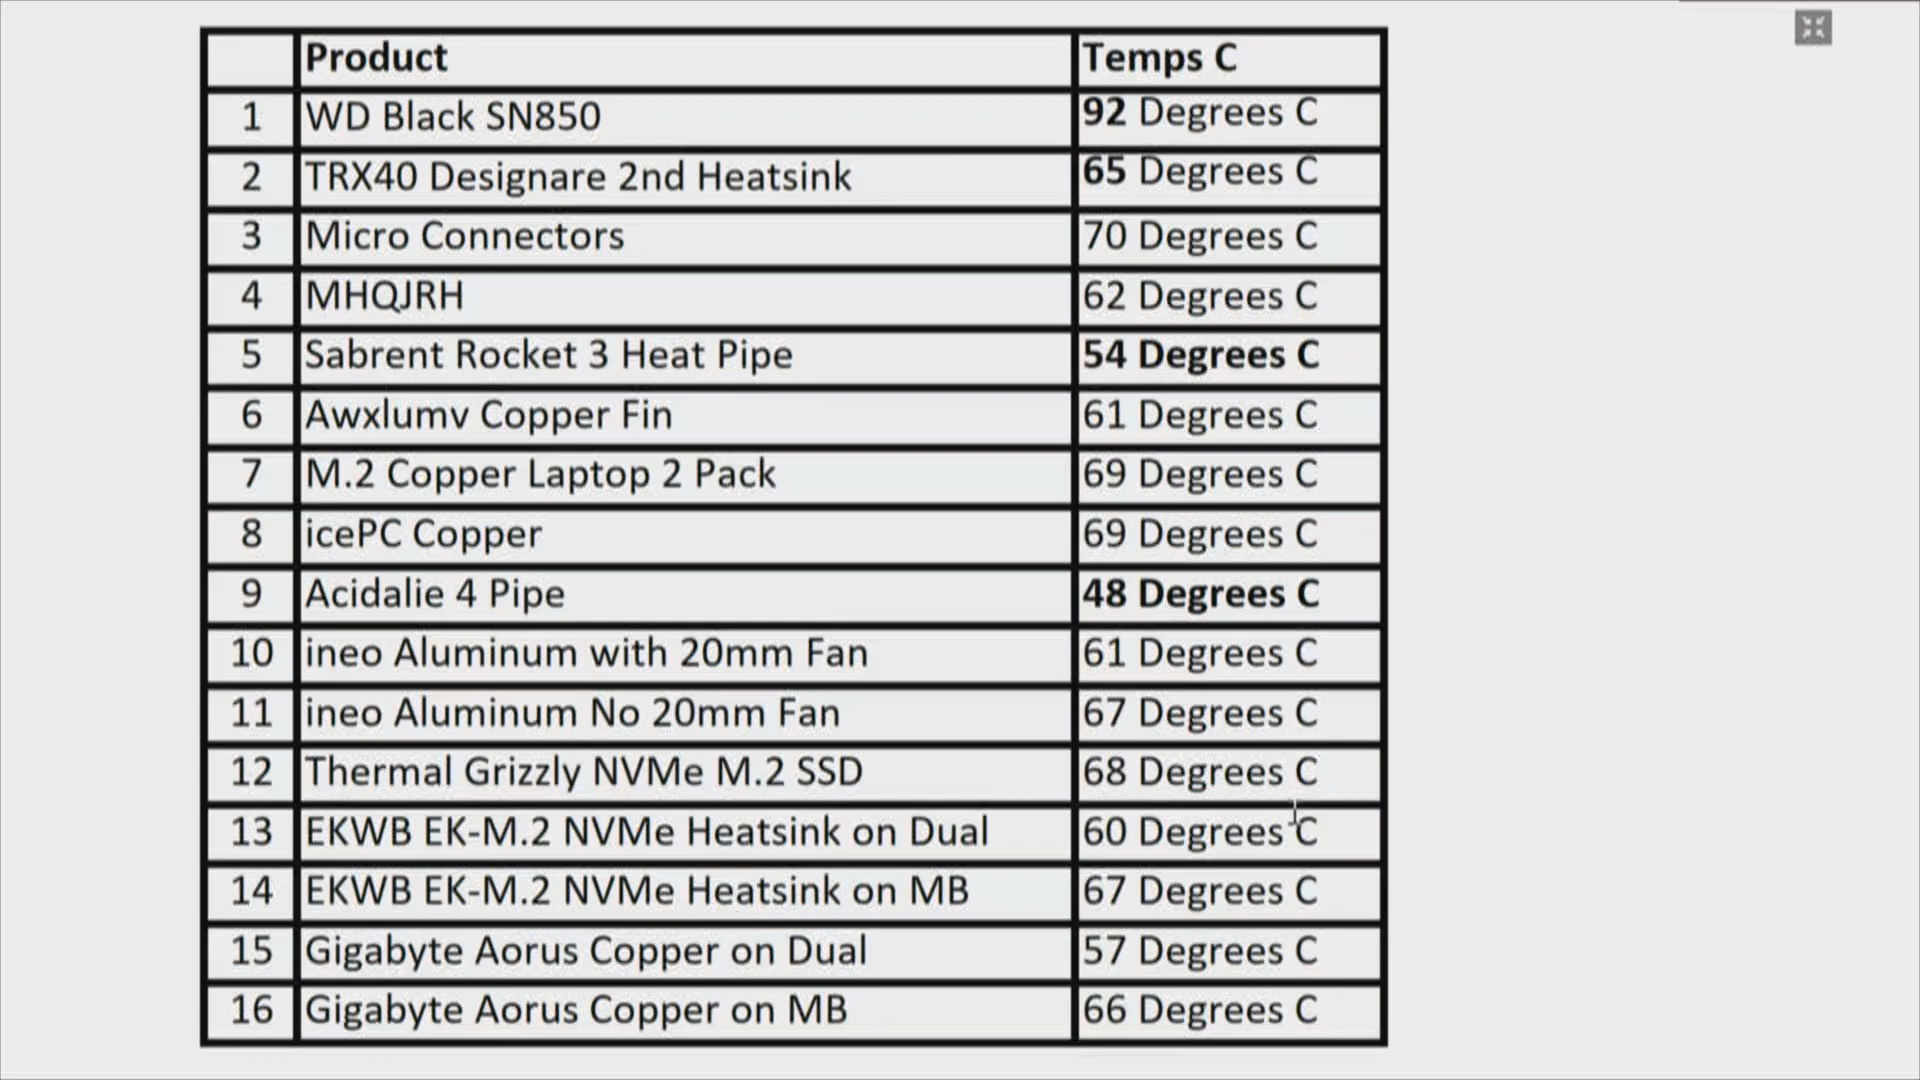 Product Temps C
1 WD Black SN850 92 Degrees C
2 TRX40 Designare 2nd Heatsink 65 Degrees C
3 Micro Connectors 70 Degrees C
4 MHQJRH 62 Degrees C
5 Sabrent Rocket 3 Heat Pipe 54 Degrees C
6 Awxlumv Copper Fin 61 Degrees C
7 M.2 Copper Laptop 2 Pack 69 Degrees C
8 icePC Copper 69 Degrees C
9 Acidalie 4 Pipe 48 Degrees C
10 ineo Aluminum with 20mm Fan 61 Degrees C
11 ineo Aluminum No 20mm Fan 67 Degrees C
12 Thermal Grizzly NVMe M.2 SSD 68 Degrees C
13 EKWB EK-M.2 NVMe Heatsink on Dual 60 Degrees C
14 EKWB EK-M.2 NVMe Heatsink on MB 67 Degrees C
15 Gigabyte Aorus Copper on Dual 57 Degrees C
16 Gigabyte Aorus Copper on MB 66 Degrees C